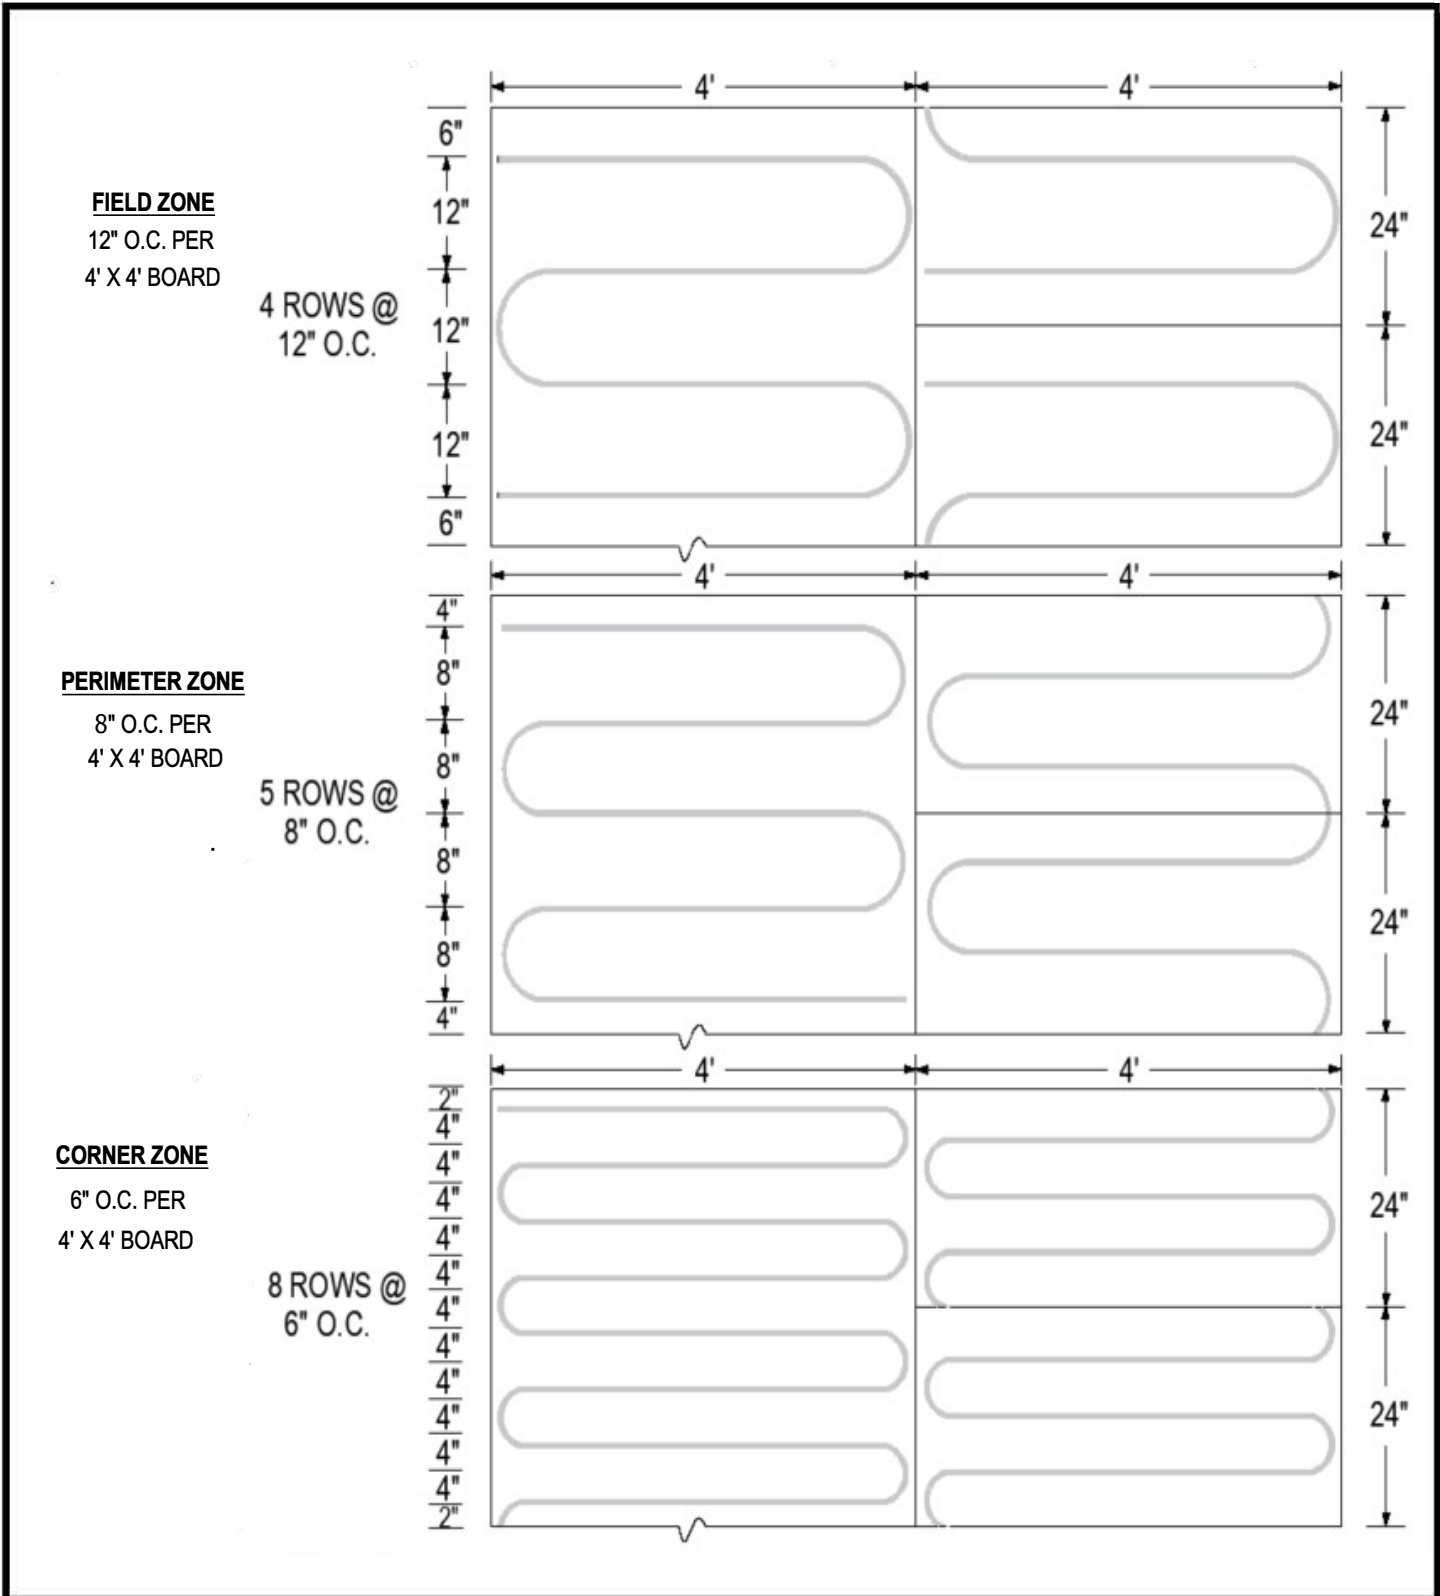 4' 4'
6"
12"
12"
12"
6"
FIELD ZONE
12" O.C. PER
4' X 4' BOARD
4 ROWS @
12" O.C.
24"
24"
4' 4'
4"
8"
8"
8"
8"
4"
PERIMETER ZONE
8" O.C. PER
4' X 4' BOARD
5 ROWS @
8" O.C.
24"
24"
4' 4'
2"
4"
4"
4"
4"
4"
4"
4"
4"
4"
4"
4"
2"
CORNER ZONE
6" O.C. PER
4' X 4' BOARD
8 ROWS @
6" O.C.
24"
24"